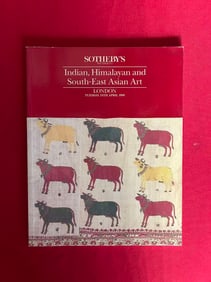 SOTHEBY'S
Indian, Himalayan and
South-East Asian Art
LONDON